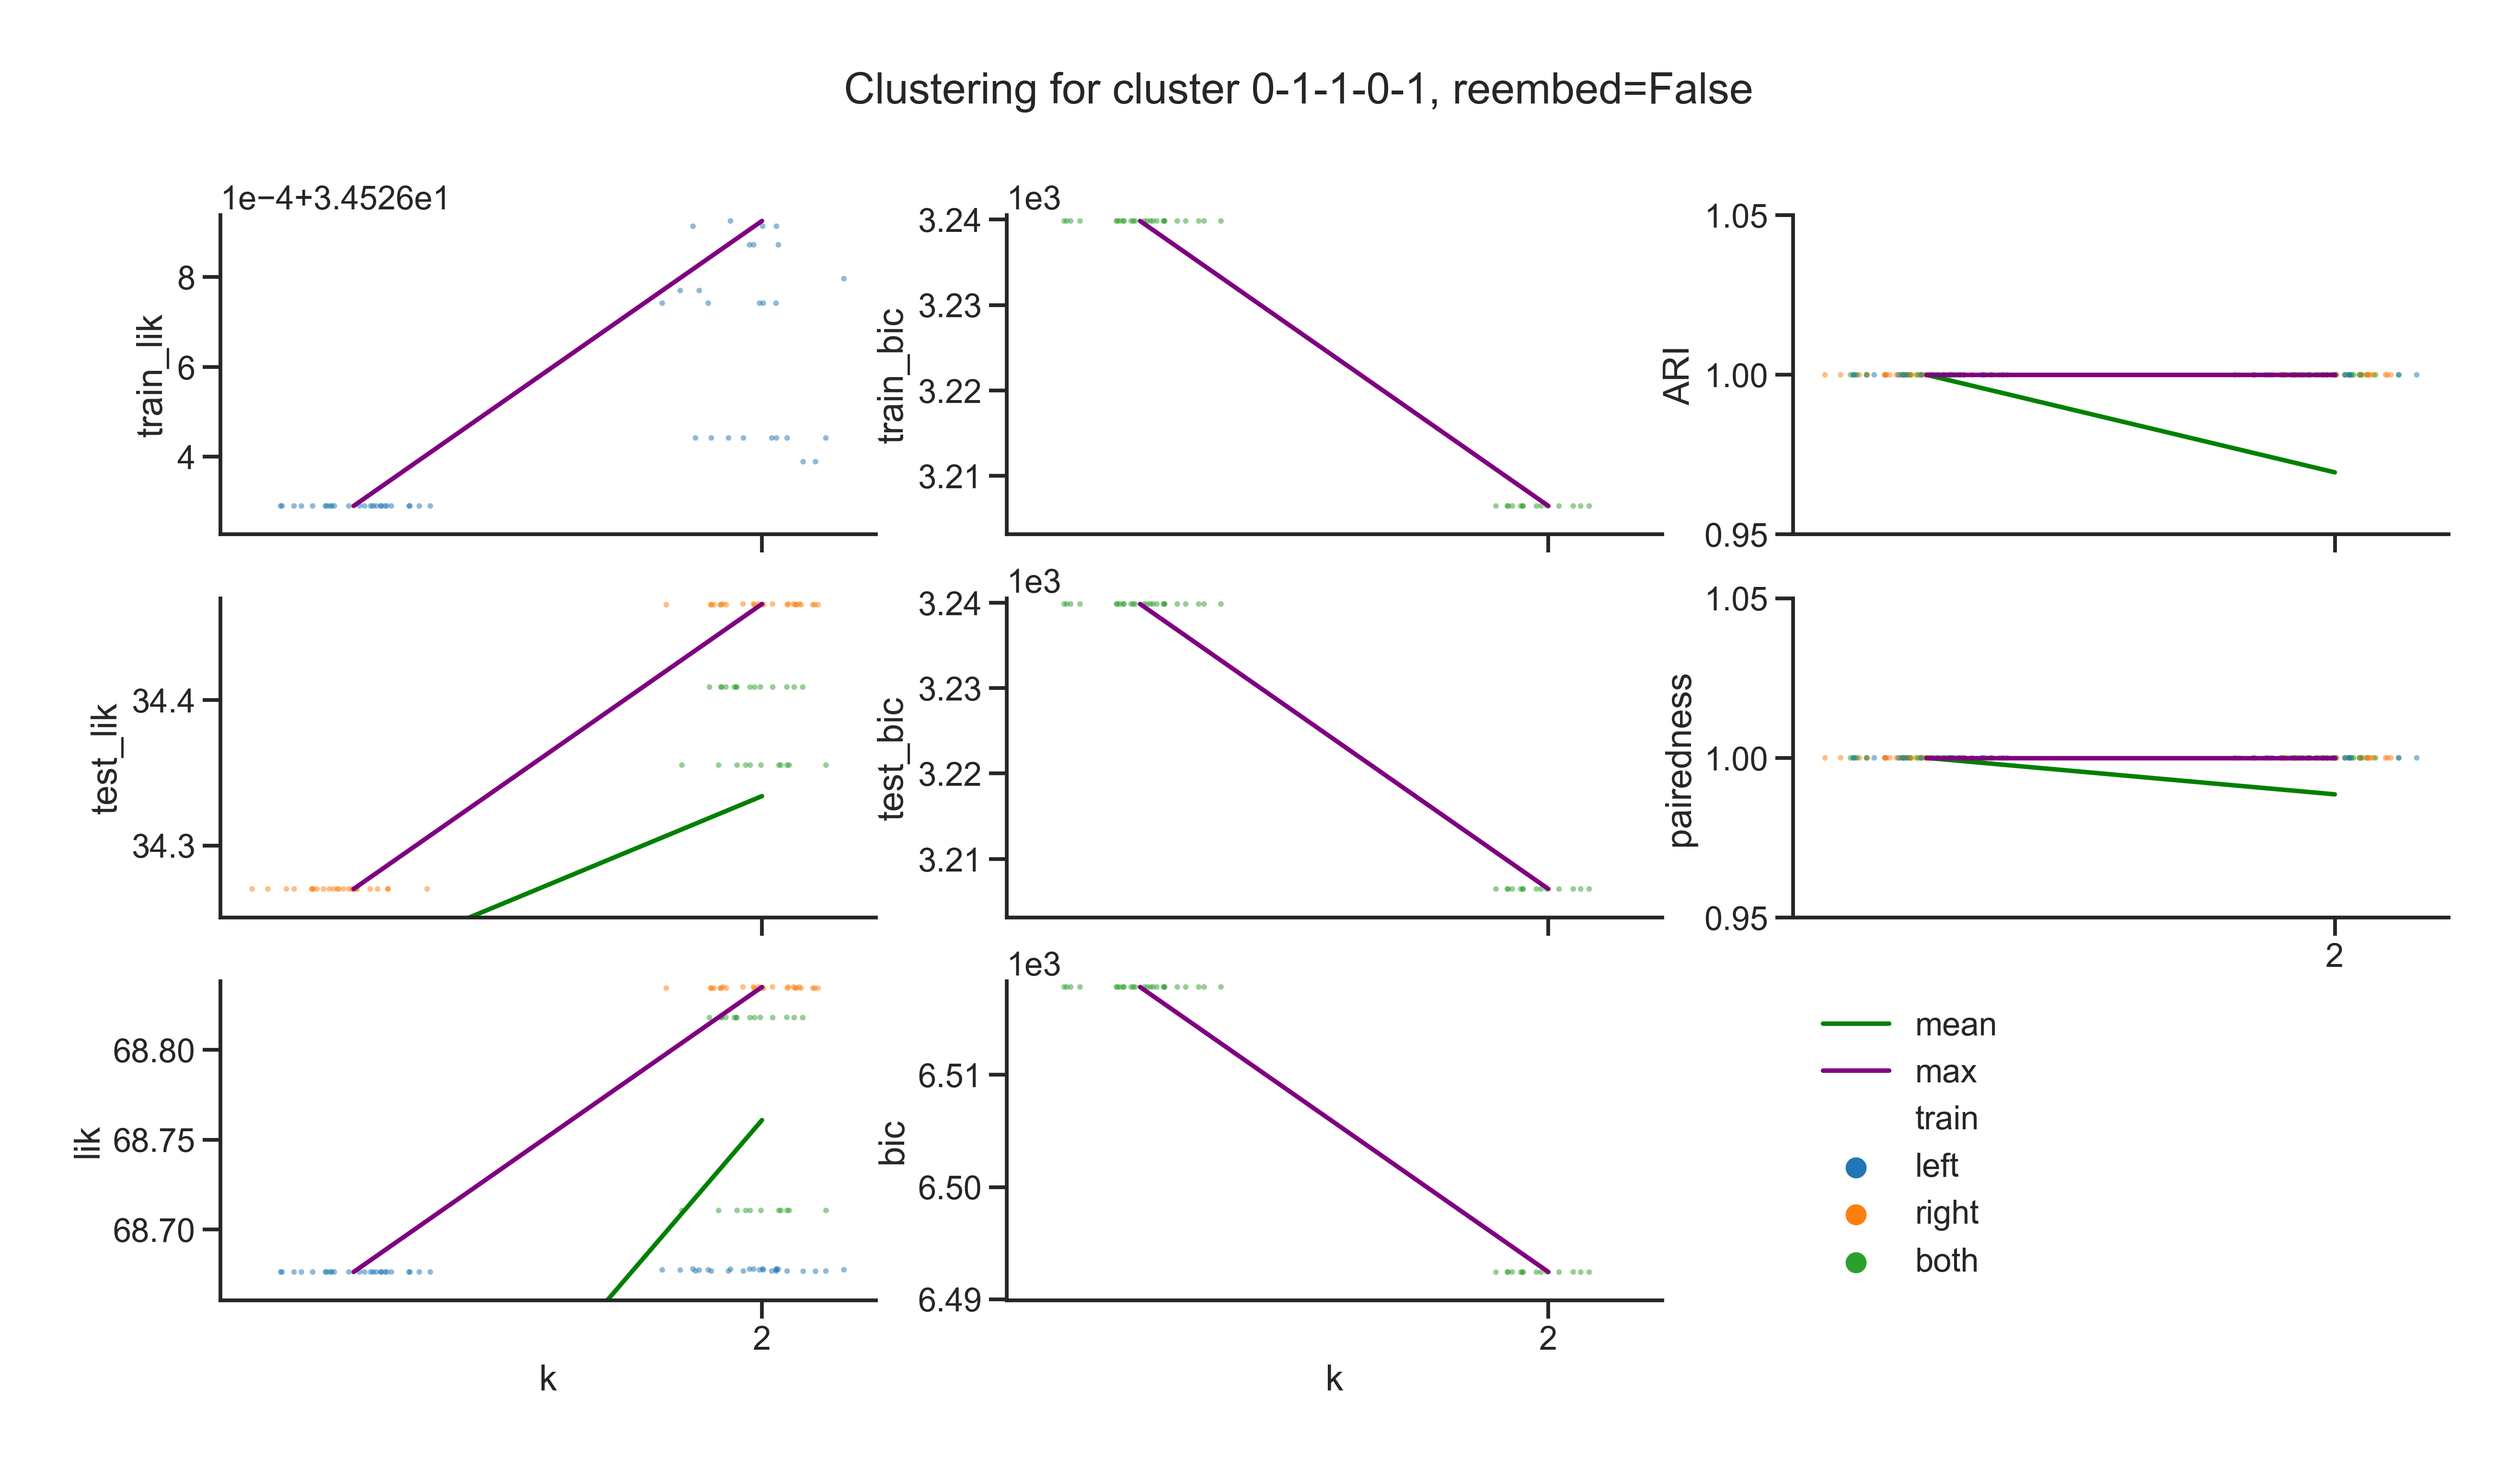 Clustering for cluster 0-1-1-0-1, reembed=False
1e−4+3.4526e1
8
6
4
train_lik
1e3
3.24
3.23
3.22
3.21
train_bic
1.05
1.00
0.95
ARI
34.4
34.3
test_lik
1e3
3.24
3.23
3.22
3.21
test_bic
1.05
1.00
0.95
pairedness
2
68.80
68.75
68.70
lik
2
k
1e3
6.51
6.50
6.49
bic
2
k
mean
max
train
left
right
both